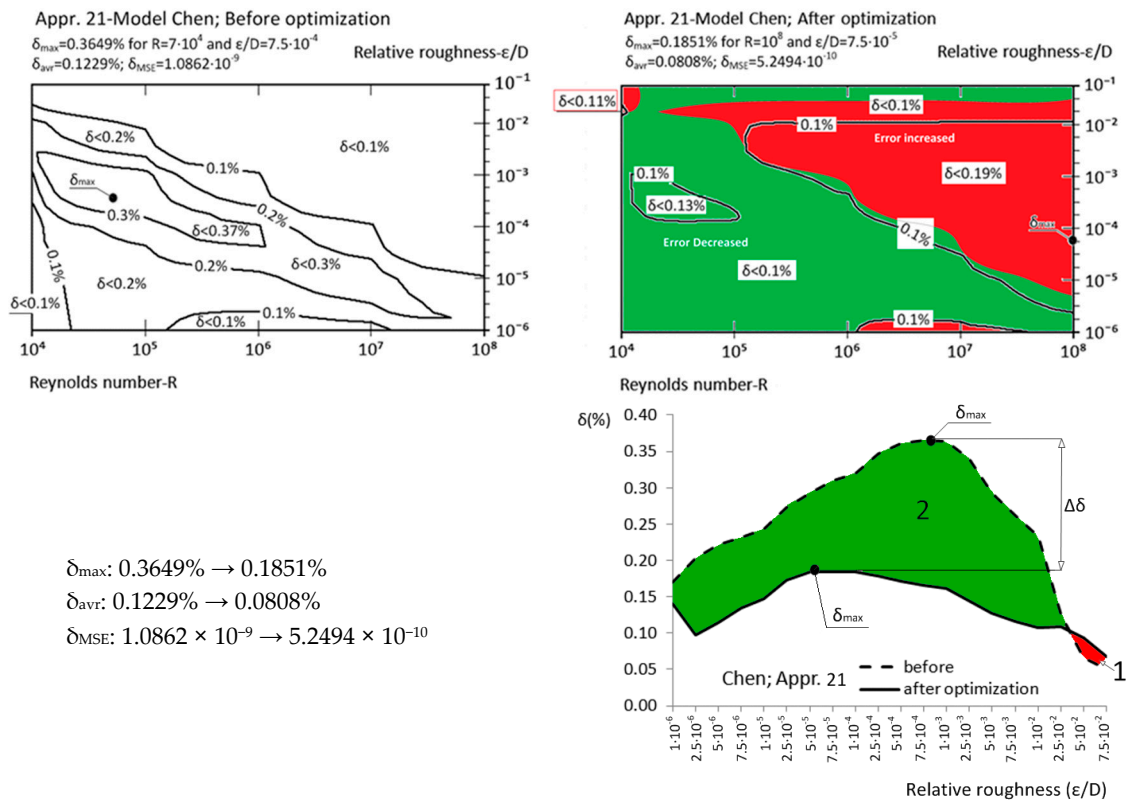 Appr. 21-Model Chen; Before optimization
δmax=0.3649% for R=7·10⁴ and ε/D=7.5·10⁻⁴
Relative roughness-ε/D
δavr=0.1229%; δMSE=1.0862·10⁻⁹
10⁻¹
10⁻²
10⁻³
10⁻⁴
10⁻⁵
10⁻⁶
δ<0.2%
0.1%
δ<0.1%
δmax
0.3%
0.2%
δ<0.37%
0.1%
0.2%
δ<0.3%
δ<0.2%
δ<0.1%
0.1%
δ<0.1%
10⁴
10⁵
10⁶
10⁷
10⁸
Reynolds number-R
Appr. 21-Model Chen; After optimization
δmax=0.1851% for R=10⁸ and ε/D=7.5·10⁻⁵
Relative roughness-ε/D
δavr=0.0808%; δMSE=5.2494·10⁻¹⁰
10⁻¹
10⁻²
10⁻³
10⁻⁴
10⁻⁵
10⁻⁶
δ<0.11%
δ<0.1%
0.1%
Error increased
0.1%
δ<0.19%
δ<0.13%
δmax
Error Decreased
0.1%
δ<0.1%
0.1%
10⁴
10⁵
10⁶
10⁷
10⁸
Reynolds number-R
δmax: 0.3649% → 0.1851%
δavr: 0.1229% → 0.0808%
δMSE: 1.0862 × 10⁻⁹ → 5.2494 × 10⁻¹⁰
δ(%)
0.40
0.35
0.30
0.25
0.20
0.15
0.10
0.05
0.00
δmax
2
Δδ
δmax
1
Chen; Appr. 21
before
after optimization
1·10⁻⁶
2.5·10⁻⁶
5·10⁻⁶
7.5·10⁻⁶
1·10⁻⁵
2.5·10⁻⁵
5·10⁻⁵
7.5·10⁻⁵
1·10⁻⁴
2.5·10⁻⁴
5·10⁻⁴
7.5·10⁻⁴
1·10⁻³
2.5·10⁻³
5·10⁻³
7.5·10⁻³
1·10⁻²
2.5·10⁻²
5·10⁻²
7.5·10⁻²
Relative roughness (ε/D)